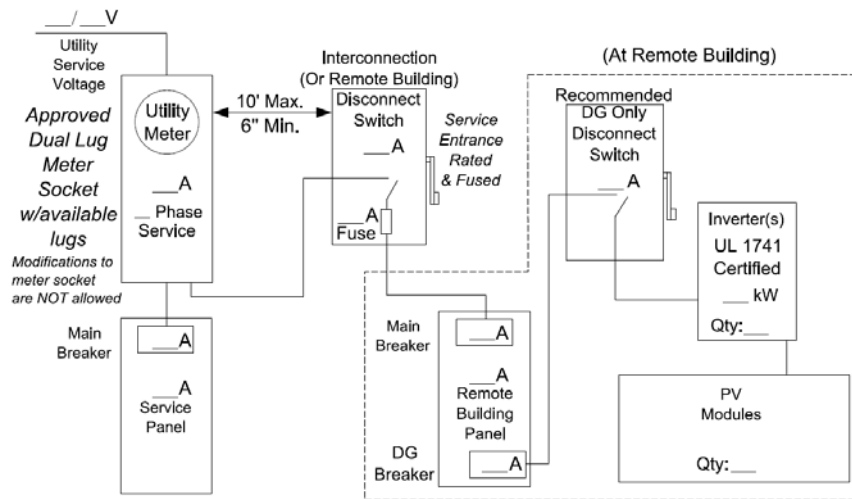 ___/___V
Utility
Service
Voltage
Approved
Dual Lug
Meter
Socket
w/available
lugs
Modifications to
meter socket
are NOT allowed
Utility
Meter
___A
__ Phase
Service
10' Max.
6" Min.
Interconnection
(Or Remote Building)
Disconnect
Switch
___A
___A
Fuse
Service
Entrance
Rated
& Fused
(At Remote Building)
Recommended
DG Only
Disconnect
Switch
___A
Inverter(s)
UL 1741
Certified
___ kW
Qty:___
Main
Breaker
___A
___A
Service
Panel
Main
Breaker
___A
___A
Remote
Building
Panel
DG
Breaker
___A
PV
Modules
Qty:___